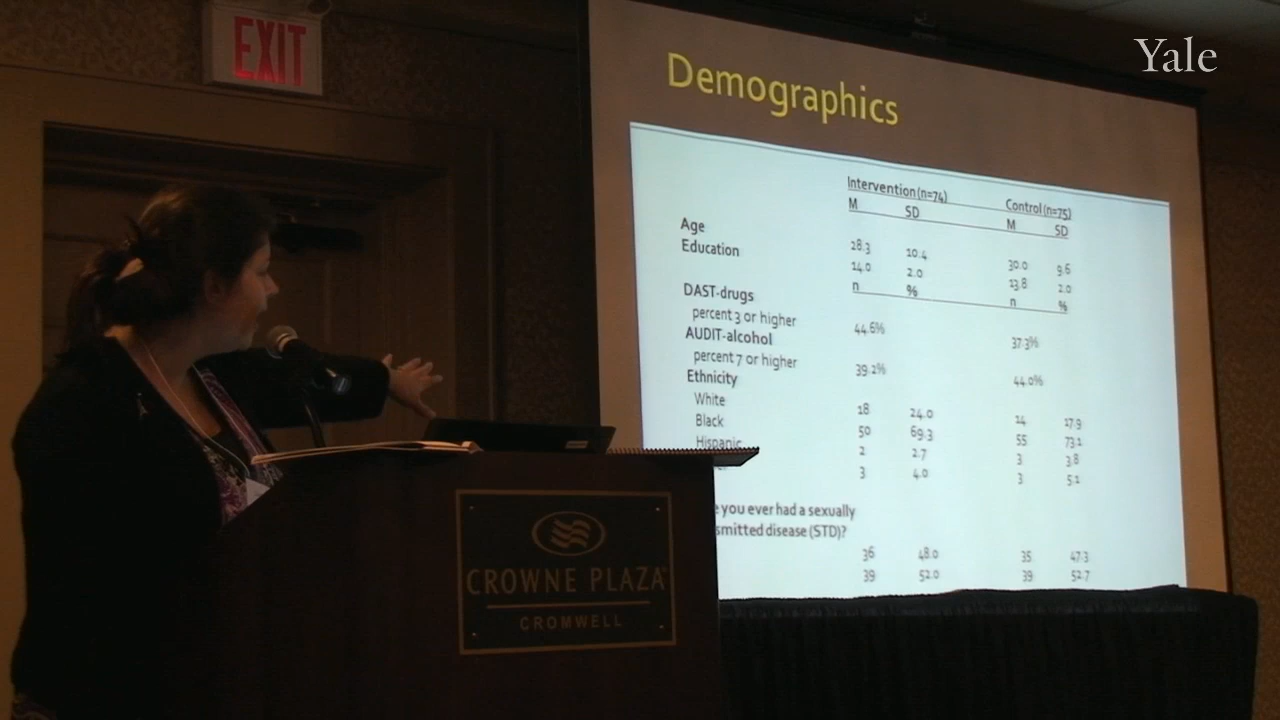 EXIT
Yale
Demographics
Intervention (n=74) Control (n=75)
M SD M SD
Age 28.3 10.4 30.0 9.6
Education 14.0 2.0 13.8 2.0
n % n %
DAST-drugs
percent 3 or higher 44.6% 37.3%
AUDIT-alcohol
percent 7 or higher 39.2% 44.0%
Ethnicity
White 18 24.0 14 17.9
Black 50 69.3 55 73.1
Hispanic 2 2.7 3 3.8
3 4.0 3 5.1
you ever had a sexually
smitted disease (STD)?
36 48.0 35 47.3
39 52.0 39 52.7
CROWNE PLAZA
CROMWELL